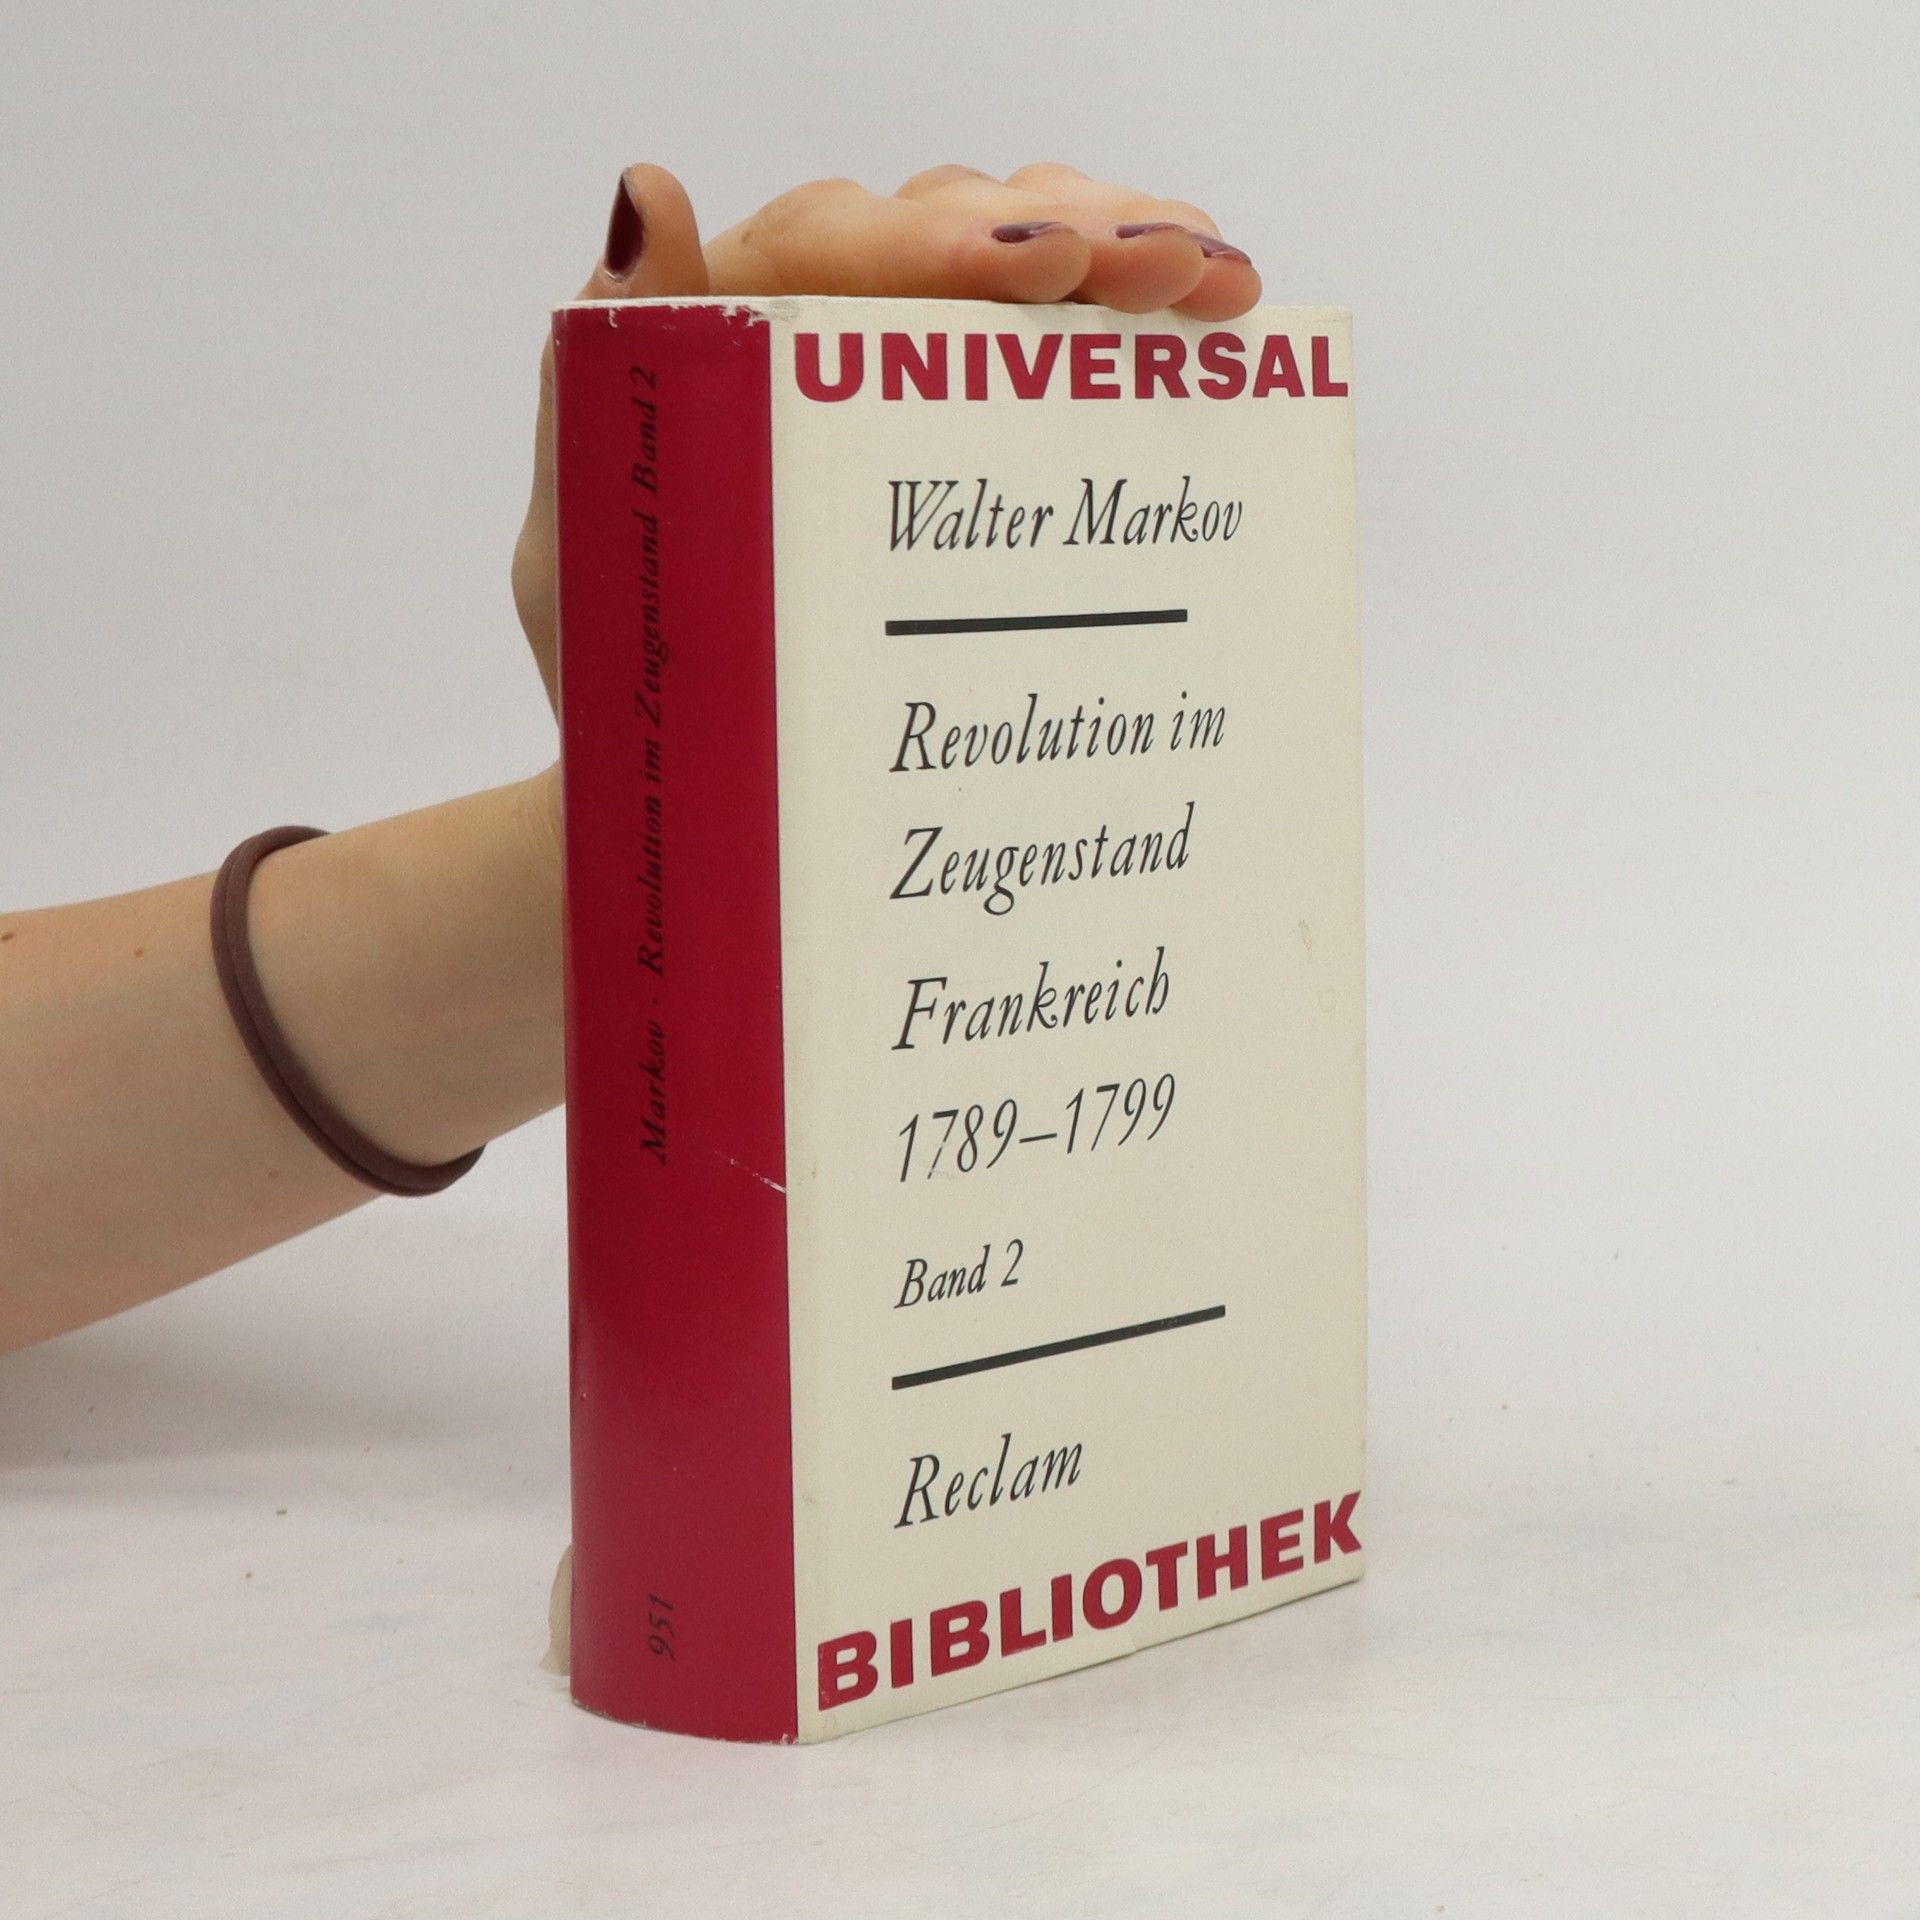 UNIVERSAL
Walter Markov
Revolution im
Zeugenstand
Frankreich
1789–1799
Band 2
Reclam
BIBLIOTHEK
Markov · Revolution im Zeugenstand Band 2
951